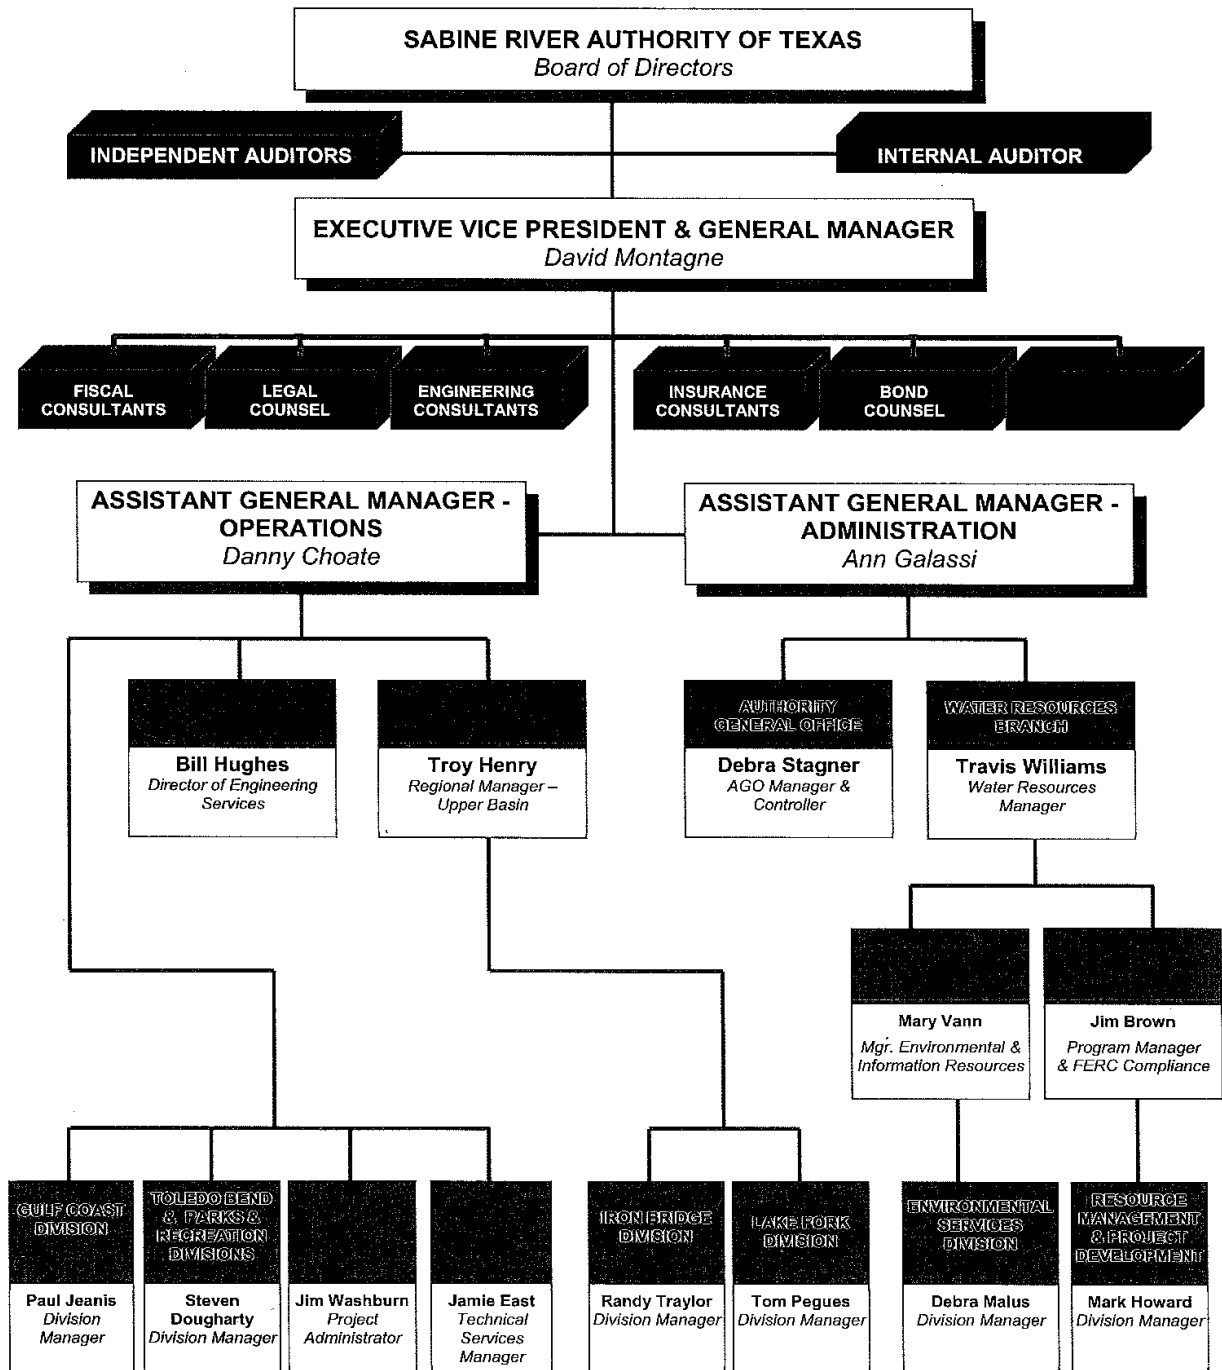 SABINE RIVER AUTHORITY OF TEXAS
Board of Directors
INDEPENDENT AUDITORS
INTERNAL AUDITOR
EXECUTIVE VICE PRESIDENT & GENERAL MANAGER
David Montagne
FISCAL
CONSULTANTS
LEGAL
COUNSEL
ENGINEERING
CONSULTANTS
INSURANCE
CONSULTANTS
BOND
COUNSEL
ASSISTANT GENERAL MANAGER -
OPERATIONS
Danny Choate
ASSISTANT GENERAL MANAGER -
ADMINISTRATION
Ann Galassi
Bill Hughes
Director of Engineering
Services
Troy Henry
Regional Manager –
Upper Basin
AUTHORITY
GENERAL OFFICE
Debra Stagner
AGO Manager &
Controller
WATER RESOURCES
BRANCH
Travis Williams
Water Resources
Manager
Mary Vann
Mgr. Environmental &
Information Resources
Jim Brown
Program Manager
& FERC Compliance
GULF COAST
DIVISION
Paul Jeanis
Division
Manager
TOLEDO BEND
& PARKS &
RECREATION
DIVISIONS
Steven
Dougharty
Division Manager
Jim Washburn
Project
Administrator
Jamie East
Technical
Services
Manager
IRON BRIDGE
DIVISION
Randy Traylor
Division Manager
LAKE FORK
DIVISION
Tom Pegues
Division Manager
ENVIRONMENTAL
SERVICES
DIVISION
Debra Malus
Division Manager
RESOURCE
MANAGEMENT
& PROJECT
DEVELOPMENT
Mark Howard
Division Manager